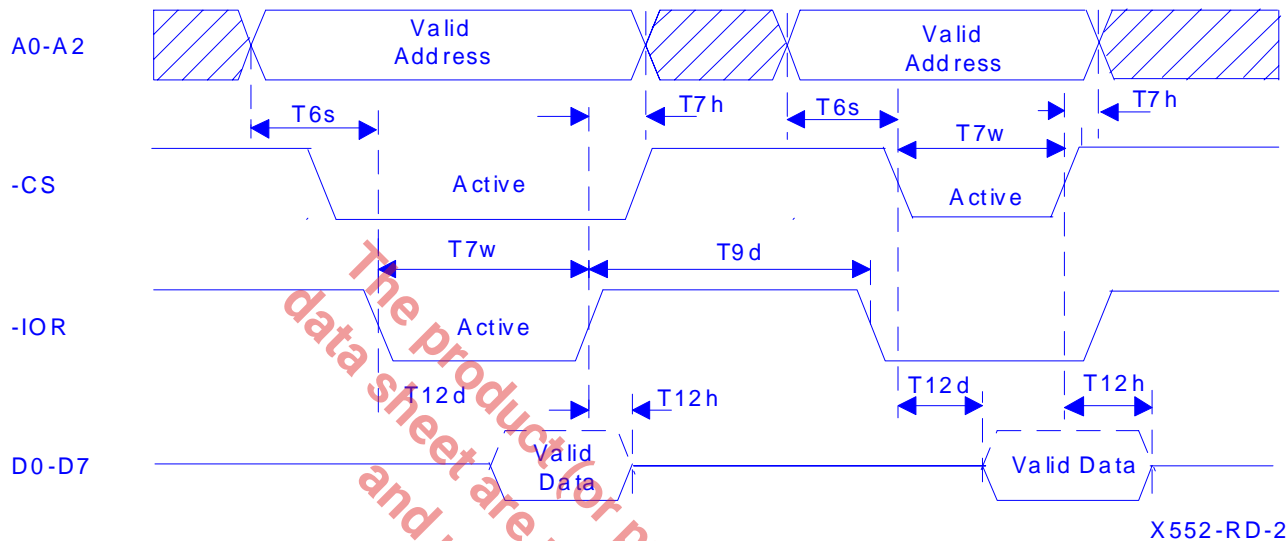 A0-A2
Valid
Address
Valid
Address
T6s
T7h
T6s
T7h
T7w
-CS
Active
Active
T7w
T9d
-IOR
Active
T12d
T12h
T12d
T12h
D0-D7
Valid
Data
Valid Data
X552-RD-2
The product (or p
data sheet are
and